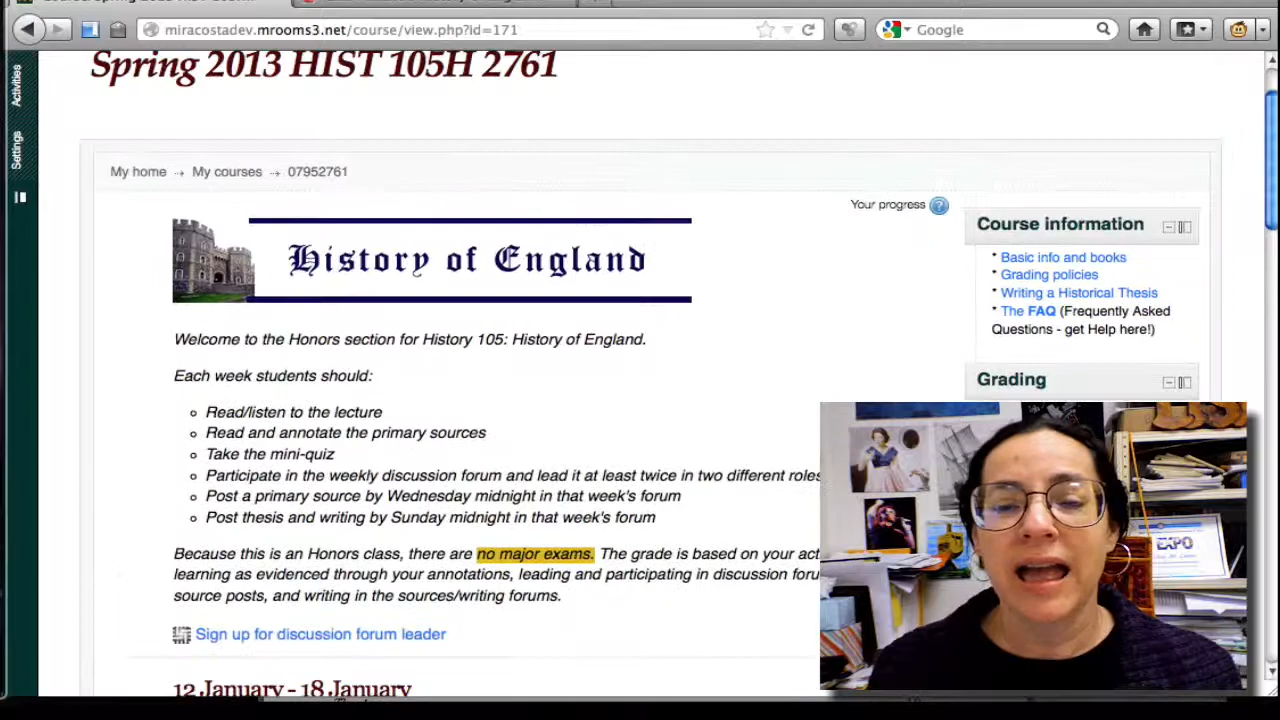 miracostadev.mrooms3.net/course/view.php?id=171
Google
Spring 2013 HIST 105H 2761
Activities
Settings
My home → My courses → 07952761
Your progress
History of England
Course information
Basic info and books
Grading policies
Writing a Historical Thesis
The FAQ (Frequently Asked
Questions - get Help here!)
Grading
Welcome to the Honors section for History 105: History of England.
Each week students should:
Read/listen to the lecture
Read and annotate the primary sources
Take the mini-quiz
Participate in the weekly discussion forum and lead it at least twice in two different roles
Post a primary source by Wednesday midnight in that week's forum
Post thesis and writing by Sunday midnight in that week's forum
Because this is an Honors class, there are no major exams. The grade is based on your act
learning as evidenced through your annotations, leading and participating in discussion foru
source posts, and writing in the sources/writing forums.
Sign up for discussion forum leader
12 January - 18 January
EXPO